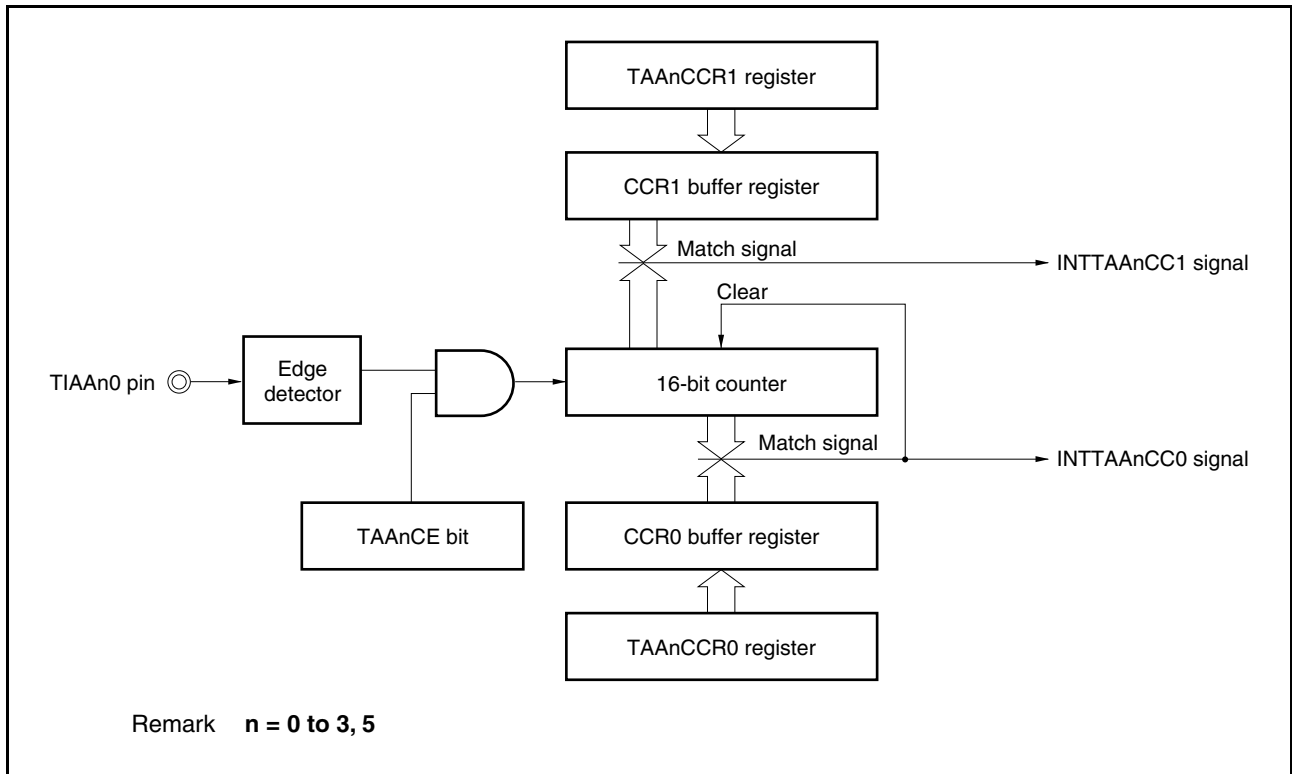 TAAnCCR1 register
CCR1 buffer register
Match signal
INTTAAnCC1 signal
Clear
TIAAn0 pin
Edge
detector
16-bit counter
Match signal
INTTAAnCC0 signal
TAAnCE bit
CCR0 buffer register
TAAnCCR0 register
Remark n = 0 to 3, 5